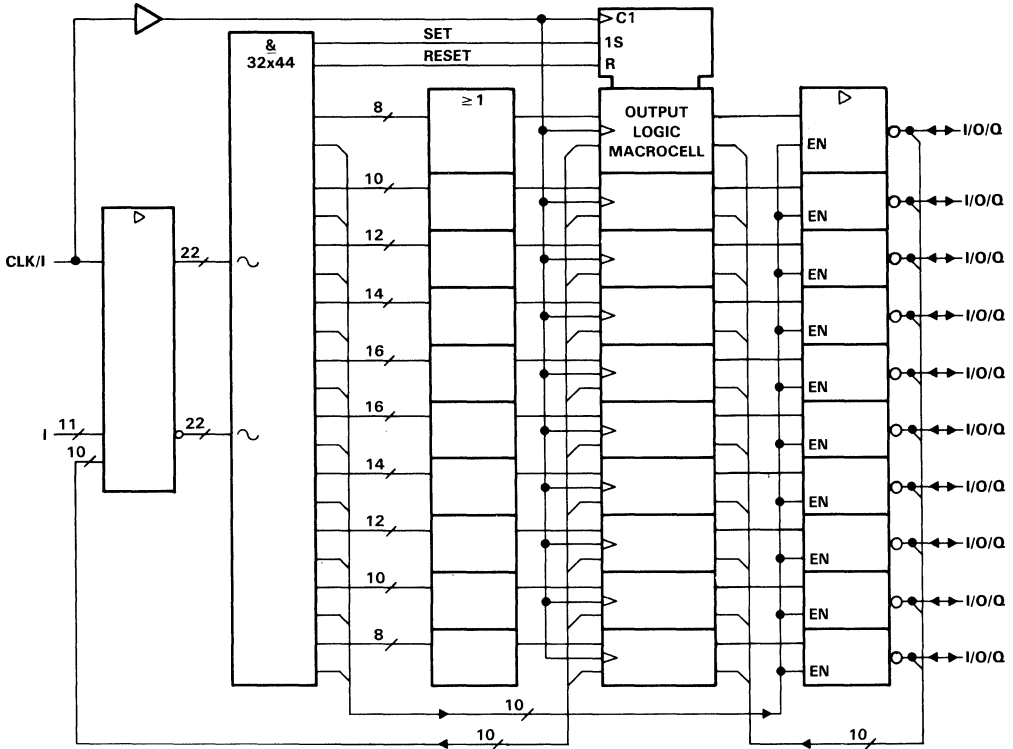 C1
1S
R
SET
RESET
&
32x44
≥ 1
OUTPUT
LOGIC
MACROCELL
8
10
12
14
16
16
14
12
10
8
CLK/I
22
I
11
10
22
EN
EN
EN
EN
EN
EN
EN
EN
EN
EN
I/O/Q
I/O/Q
I/O/Q
I/O/Q
I/O/Q
I/O/Q
I/O/Q
I/O/Q
I/O/Q
I/O/Q
10
10
10